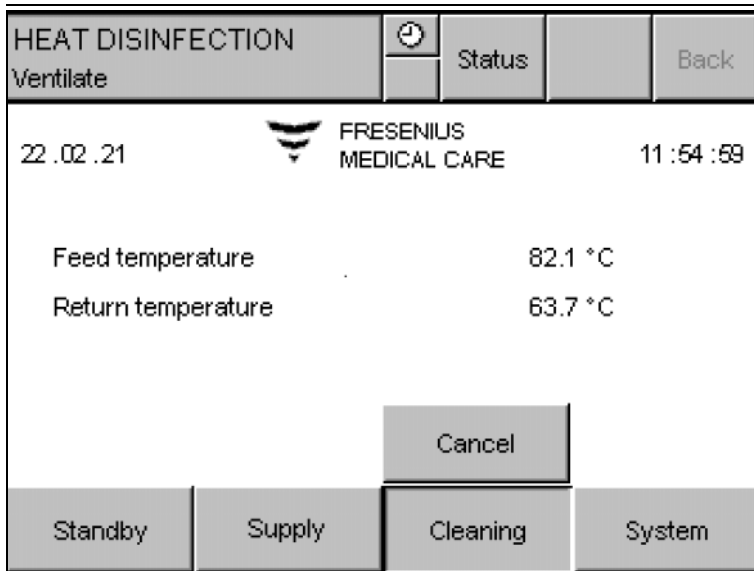 HEAT DISINFECTION
Ventilate
Status
Back
22 .02 .21
FRESENIUS
MEDICAL CARE
11 :54 :59
Feed temperature 82.1 °C
Return temperature 63.7 °C
Cancel
Standby
Supply
Cleaning
System